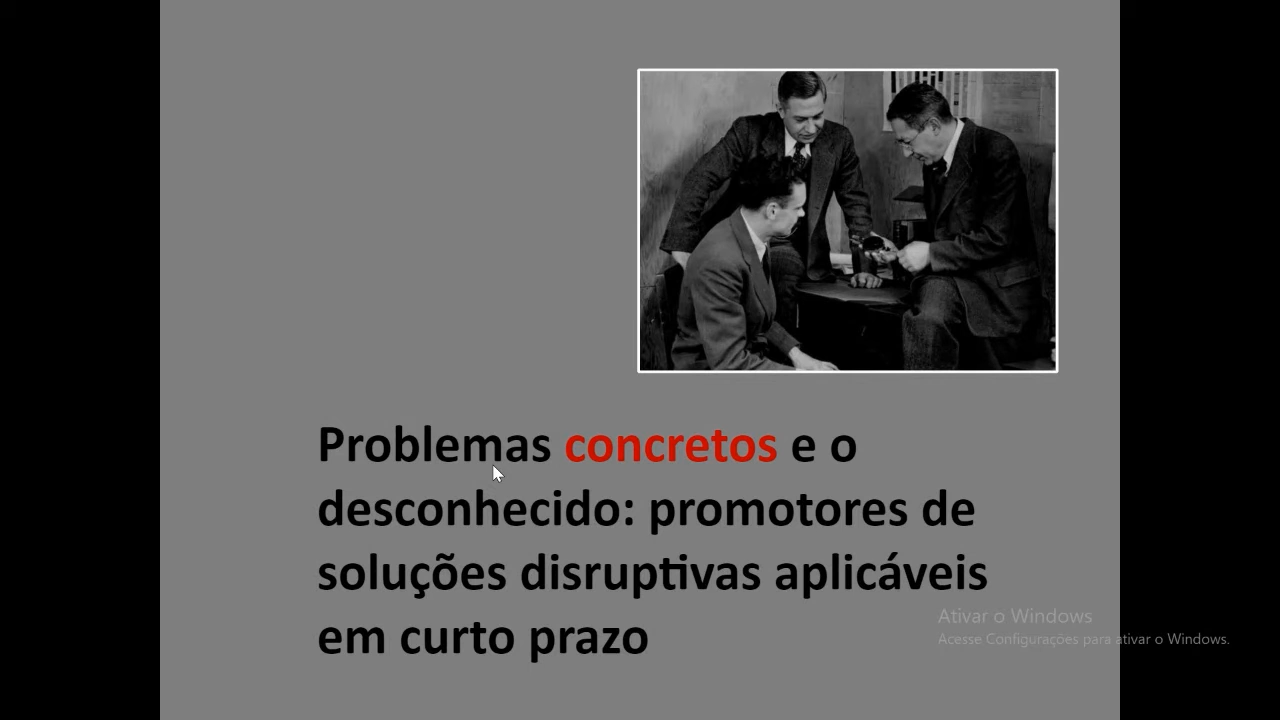 Problemas concretos e o
desconhecido: promotores de
soluções disruptivas aplicáveis
em curto prazo
Ativar o Windows
Acesse Configurações para ativar o Windows.